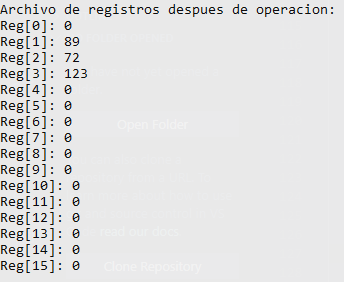 Archivo de registros despues de operacion:
Reg[0]: 0
Reg[1]: 89
Reg[2]: 72
Reg[3]: 123
Reg[4]: 0
Reg[5]: 0
Reg[6]: 0
Open Folder
Reg[7]: 0
Reg[8]: 0
Reg[9]: 0
Reg[10]: 0
Reg[11]: 0
Reg[12]: 0
Reg[13]: 0
read our docs
Reg[14]: 0
Reg[15]: 0
Clone Repository